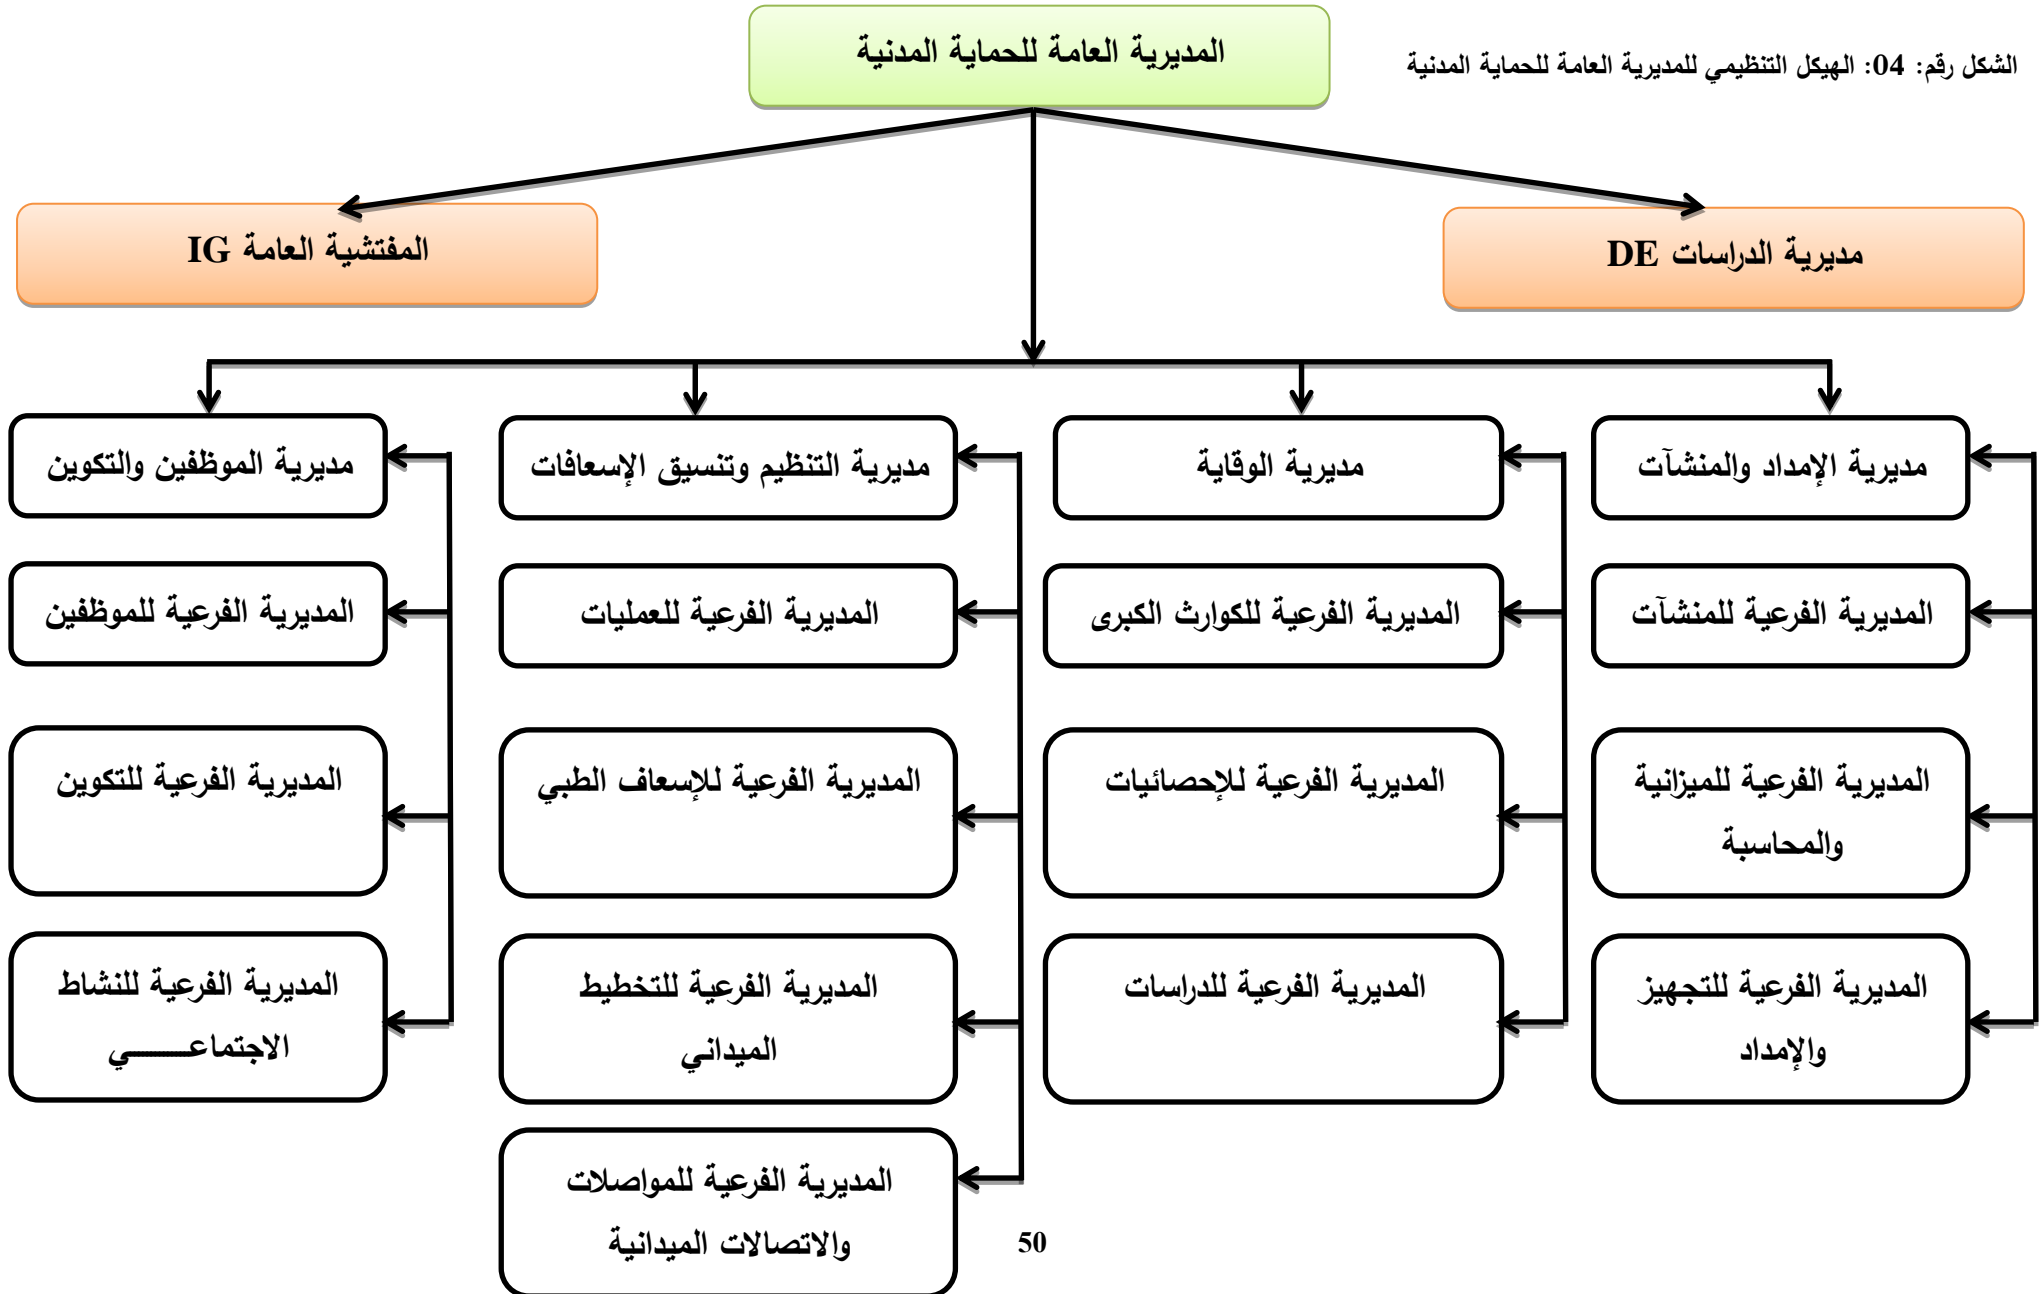 الشكل رقم: 04: الهيكل التنظيمي للمديرية العامة للحماية المدنية
المديرية العامة للحماية المدنية
مديرية الدراسات DE
المفتشية العامة IG
مديرية الإمداد والمنشآت
المديرية الفرعية للمنشآت
المديرية الفرعية للميزانية
والمحاسبة
المديرية الفرعية للتجهيز
والإمداد
مديرية الوقاية
المديرية الفرعية للكوارث الكبرى
المديرية الفرعية للإحصائيات
المديرية الفرعية للدراسات
مديرية التنظيم وتنسيق الإسعافات
المديرية الفرعية للعمليات
المديرية الفرعية للإسعاف الطبي
المديرية الفرعية للتخطيط
الميداني
المديرية الفرعية للمواصلات
والاتصالات الميدانية
مديرية الموظفين والتكوين
المديرية الفرعية للموظفين
المديرية الفرعية للتكوين
المديرية الفرعية للنشاط
الاجتماعـــــــي
50